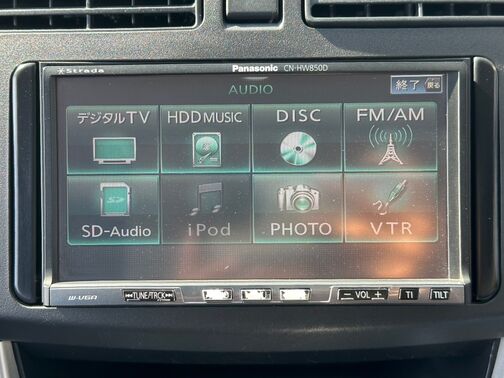 Strada Panasonic CN-HW850D
AUDIO 終了 戻る
デジタルTV HDD MUSIC DISC FM/AM
SD-Audio iPod PHOTO VTR
W-VGA TUNE/TRCK − VOL + TI TILT